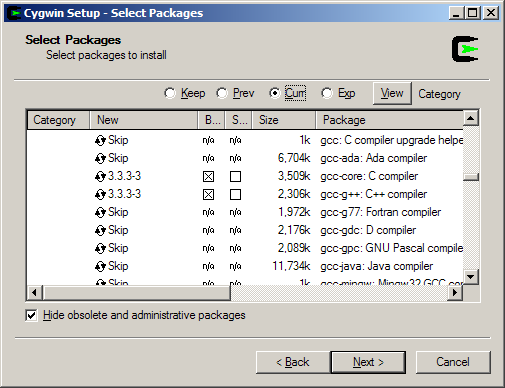 Cygwin Setup - Select Packages
Select Packages
Select packages to install
Keep Prev Curr Exp View Category
Category New B... S... Size Package
Skip n/a n/a 1k gcc: C compiler upgrade helpe
Skip n/a n/a 6,704k gcc-ada: Ada compiler
3.3.3-3 3,509k gcc-core: C compiler
3.3.3-3 2,306k gcc-g++: C++ compiler
Skip n/a n/a 1,972k gcc-g77: Fortran compiler
Skip n/a n/a 2,176k gcc-gdc: D compiler
Skip n/a n/a 2,089k gcc-gpc: GNU Pascal compiler
Skip n/a n/a 11,734k gcc-java: Java compiler
Skip n/a n/a 1k gcc-mingw: Mingw32 GCC con
Hide obsolete and administrative packages
< Back Next > Cancel